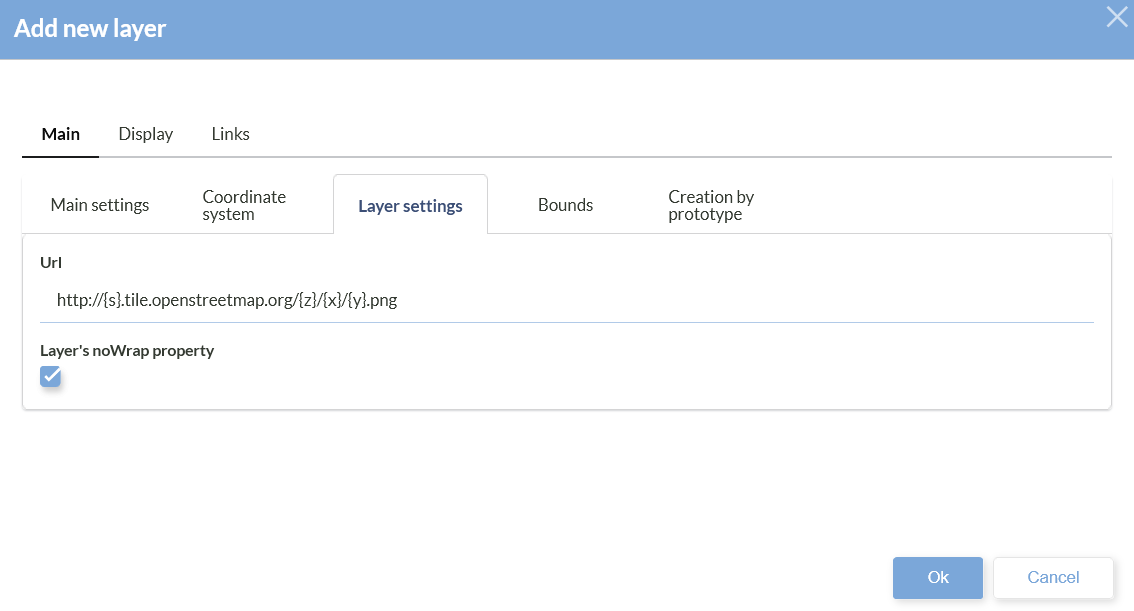 Add new layer
Main Display Links
Main settings Coordinate system Layer settings Bounds Creation by prototype
Url
http://{s}.tile.openstreetmap.org/{z}/{x}/{y}.png
Layer's noWrap property
Ok Cancel